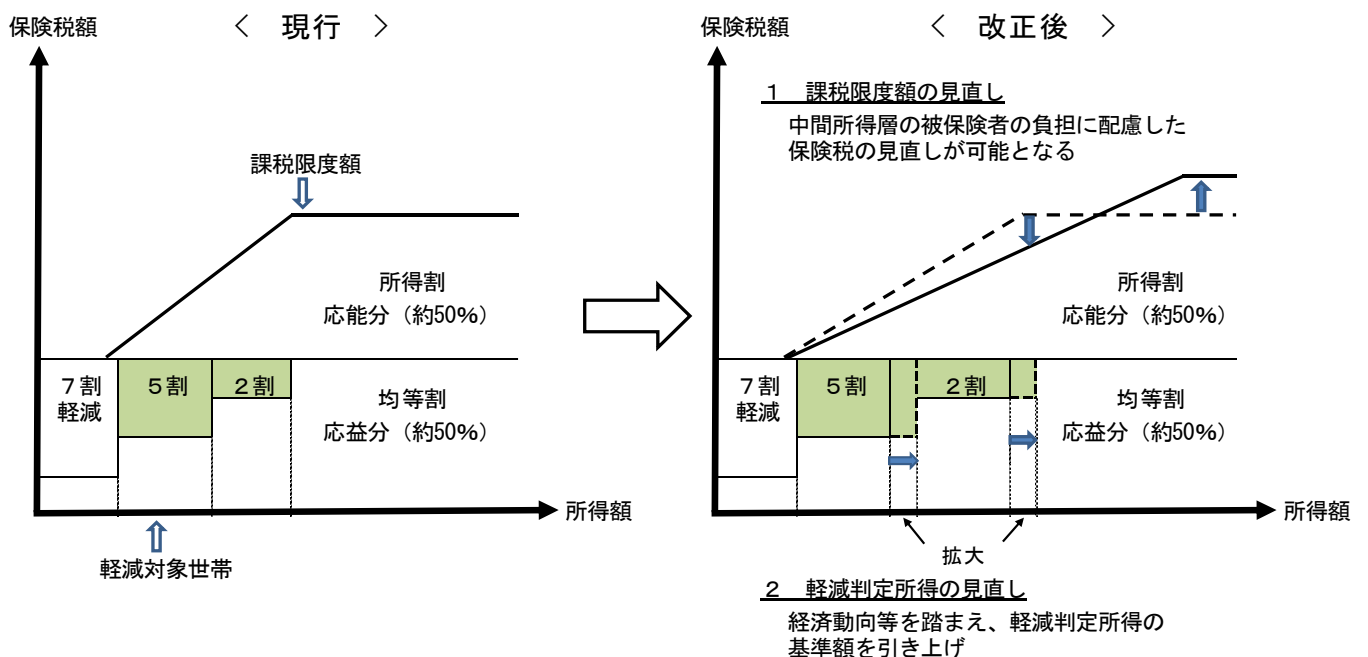 〈 現行 〉
保険税額
課税限度額
所得割
応能分（約50%）
７割
軽減
５割
２割
均等割
応益分（約50%）
所得額
軽減対象世帯
〈 改正後 〉
保険税額
１ 課税限度額の見直し
中間所得層の被保険者の負担に配慮した
保険税の見直しが可能となる
所得割
応能分（約50%）
７割
軽減
５割
２割
均等割
応益分（約50%）
所得額
拡大
２ 軽減判定所得の見直し
経済動向等を踏まえ、軽減判定所得の
基準額を引き上げ